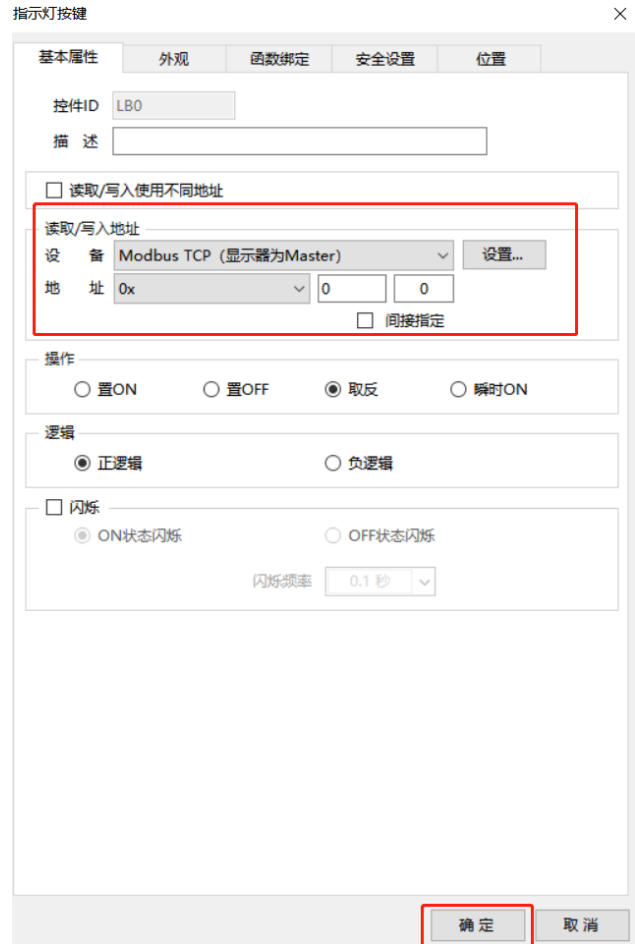 指示灯按键
基本属性 外观 函数绑定 安全设置 位置
控件ID LB0
描 述
读取/写入使用不同地址
读取/写入地址
设 备 Modbus TCP（显示器为Master） 设置...
地 址 0x 0 0
间接指定
操作
置ON 置OFF 取反 瞬时ON
逻辑
正逻辑 负逻辑
闪烁
ON状态闪烁 OFF状态闪烁
闪烁频率 0.1 秒
确定 取消